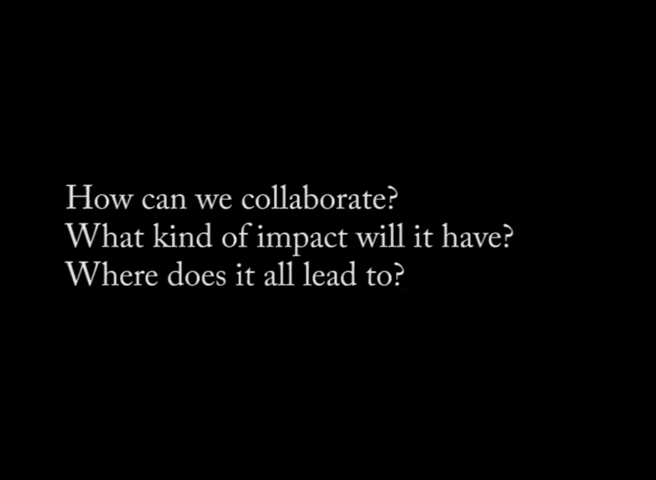 How can we collaborate?
What kind of impact will it have?
Where does it all lead to?